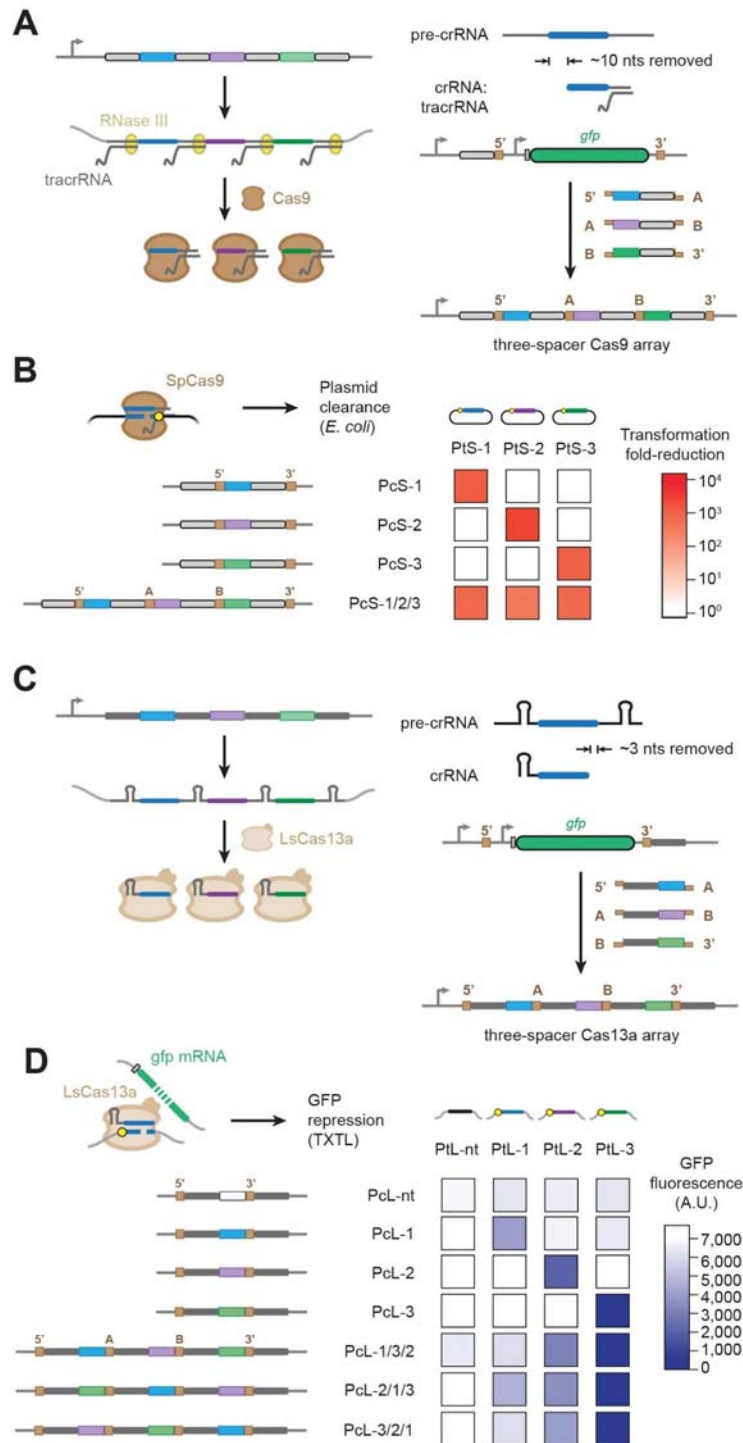 A
pre-crRNA
~10 nts removed
crRNA:
tracrRNA
RNase III
tracrRNA
Cas9
gfp
5' 3'
5' A
A B
B 3'
5' A B 3'
three-spacer Cas9 array
B
SpCas9
Plasmid
clearance
(E. coli)
PtS-1 PtS-2 PtS-3
Transformation
fold-reduction
10⁴
10³
10²
10¹
10⁰
5' 3'
PcS-1
PcS-2
PcS-3
5' A B 3'
PcS-1/2/3
C
pre-crRNA
~3 nts removed
crRNA
LsCas13a
gfp
5' 3'
5' A
A B
B 3'
5' A B 3'
three-spacer Cas13a array
D
gfp mRNA
LsCas13a
GFP
repression
(TXTL)
PtL-nt PtL-1 PtL-2 PtL-3
GFP
fluorescence
(A.U.)
7,000
6,000
5,000
4,000
3,000
2,000
1,000
0
5' 3'
PcL-nt
PcL-1
PcL-2
PcL-3
5' A B 3'
PcL-1/3/2
PcL-2/1/3
PcL-3/2/1